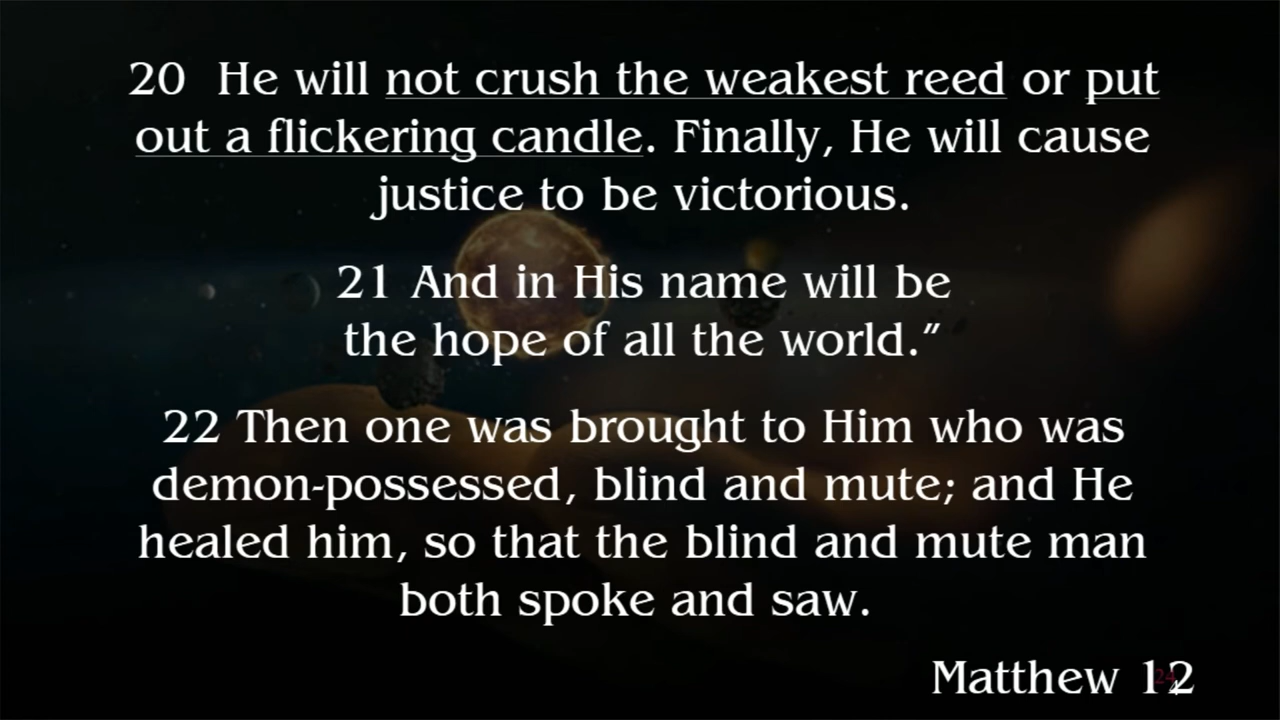 20  He will not crush the weakest reed or put
out a flickering candle. Finally, He will cause
justice to be victorious.
21 And in His name will be
the hope of all the world.”
22 Then one was brought to Him who was
demon-possessed, blind and mute; and He
healed him, so that the blind and mute man
both spoke and saw.
Matthew 12